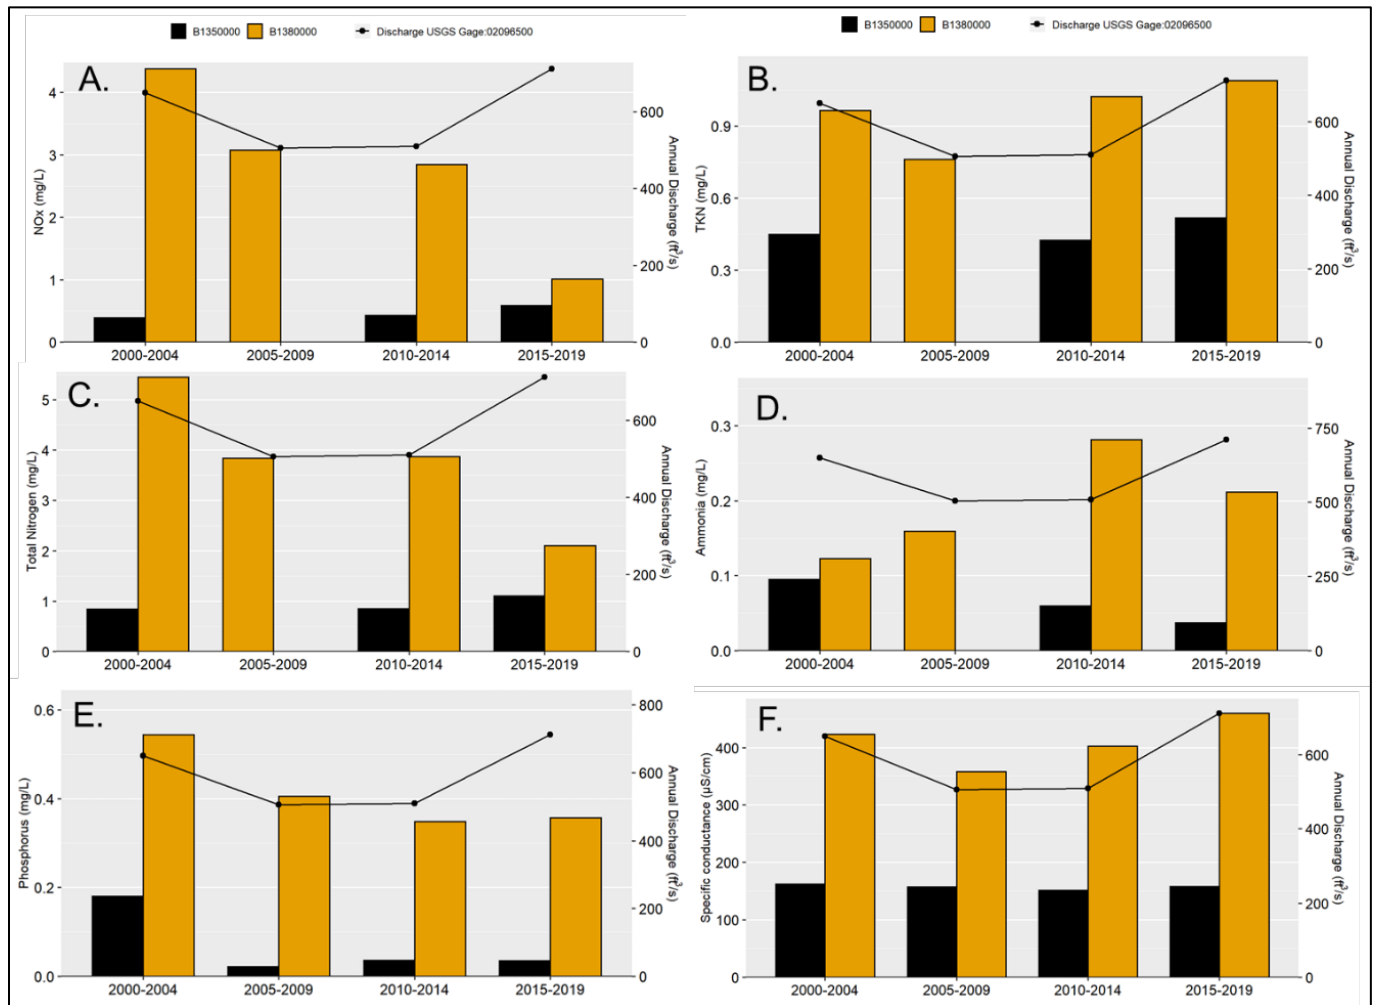 B1350000 B1380000 Discharge USGS Gage:02096500
B1350000 B1380000 Discharge USGS Gage:02096500
A.
NOx (mg/L)
4
3
2
1
0
600
400
200
0
Annual Discharge (ft³/s)
2000-2004 2005-2009 2010-2014 2015-2019
B.
TKN (mg/L)
0.9
0.6
0.3
0.0
600
400
200
0
Annual Discharge (ft³/s)
2000-2004 2005-2009 2010-2014 2015-2019
C.
Total Nitrogen (mg/L)
5
4
3
2
1
0
600
400
200
0
Annual Discharge (ft³/s)
2000-2004 2005-2009 2010-2014 2015-2019
D.
Ammonia (mg/L)
0.3
0.2
0.1
0.0
750
500
250
0
Annual Discharge (ft³/s)
2000-2004 2005-2009 2010-2014 2015-2019
E.
Phosphorus (mg/L)
0.6
0.4
0.2
0.0
800
600
400
200
0
Annual Discharge (ft³/s)
2000-2004 2005-2009 2010-2014 2015-2019
F.
Specific conductance (µS/cm)
400
300
200
100
0
600
400
200
0
Annual Discharge (ft³/s)
2000-2004 2005-2009 2010-2014 2015-2019